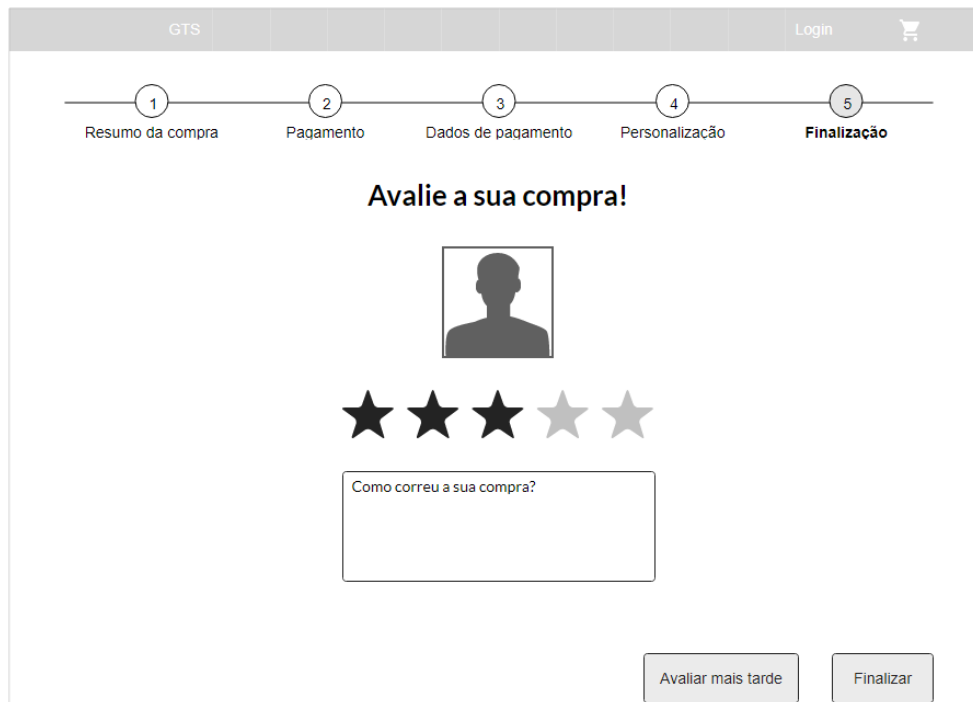 GTS Login
1 2 3 4 5
Resumo da compra Pagamento Dados de pagamento Personalização Finalização
Avalie a sua compra!
Como correu a sua compra?
Avaliar mais tarde Finalizar